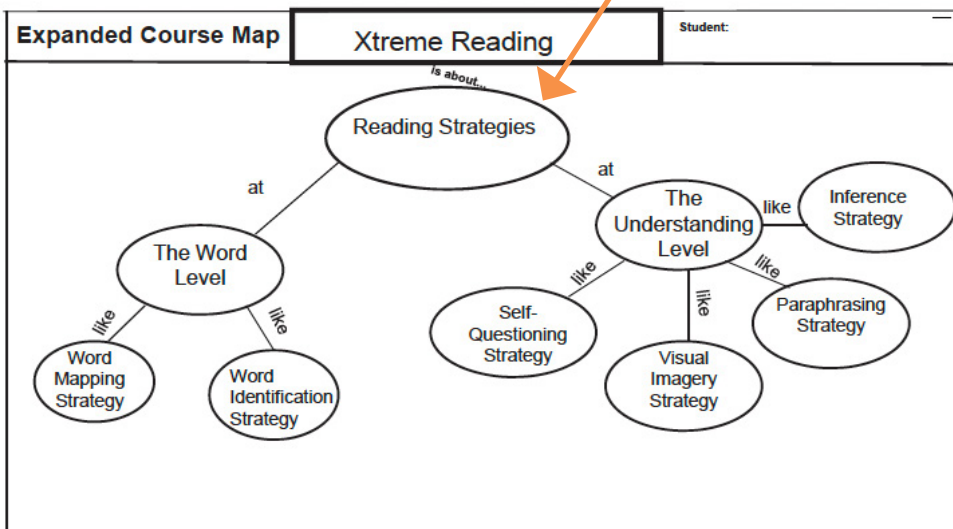 Expanded Course Map
Xtreme Reading
Student:
is about...
Reading Strategies
at
at
The Word
Level
The
Understanding
Level
like
Inference
Strategy
like
like
like
like
like
Self-
Questioning
Strategy
Paraphrasing
Strategy
Word
Mapping
Strategy
Word
Identification
Strategy
Visual
Imagery
Strategy